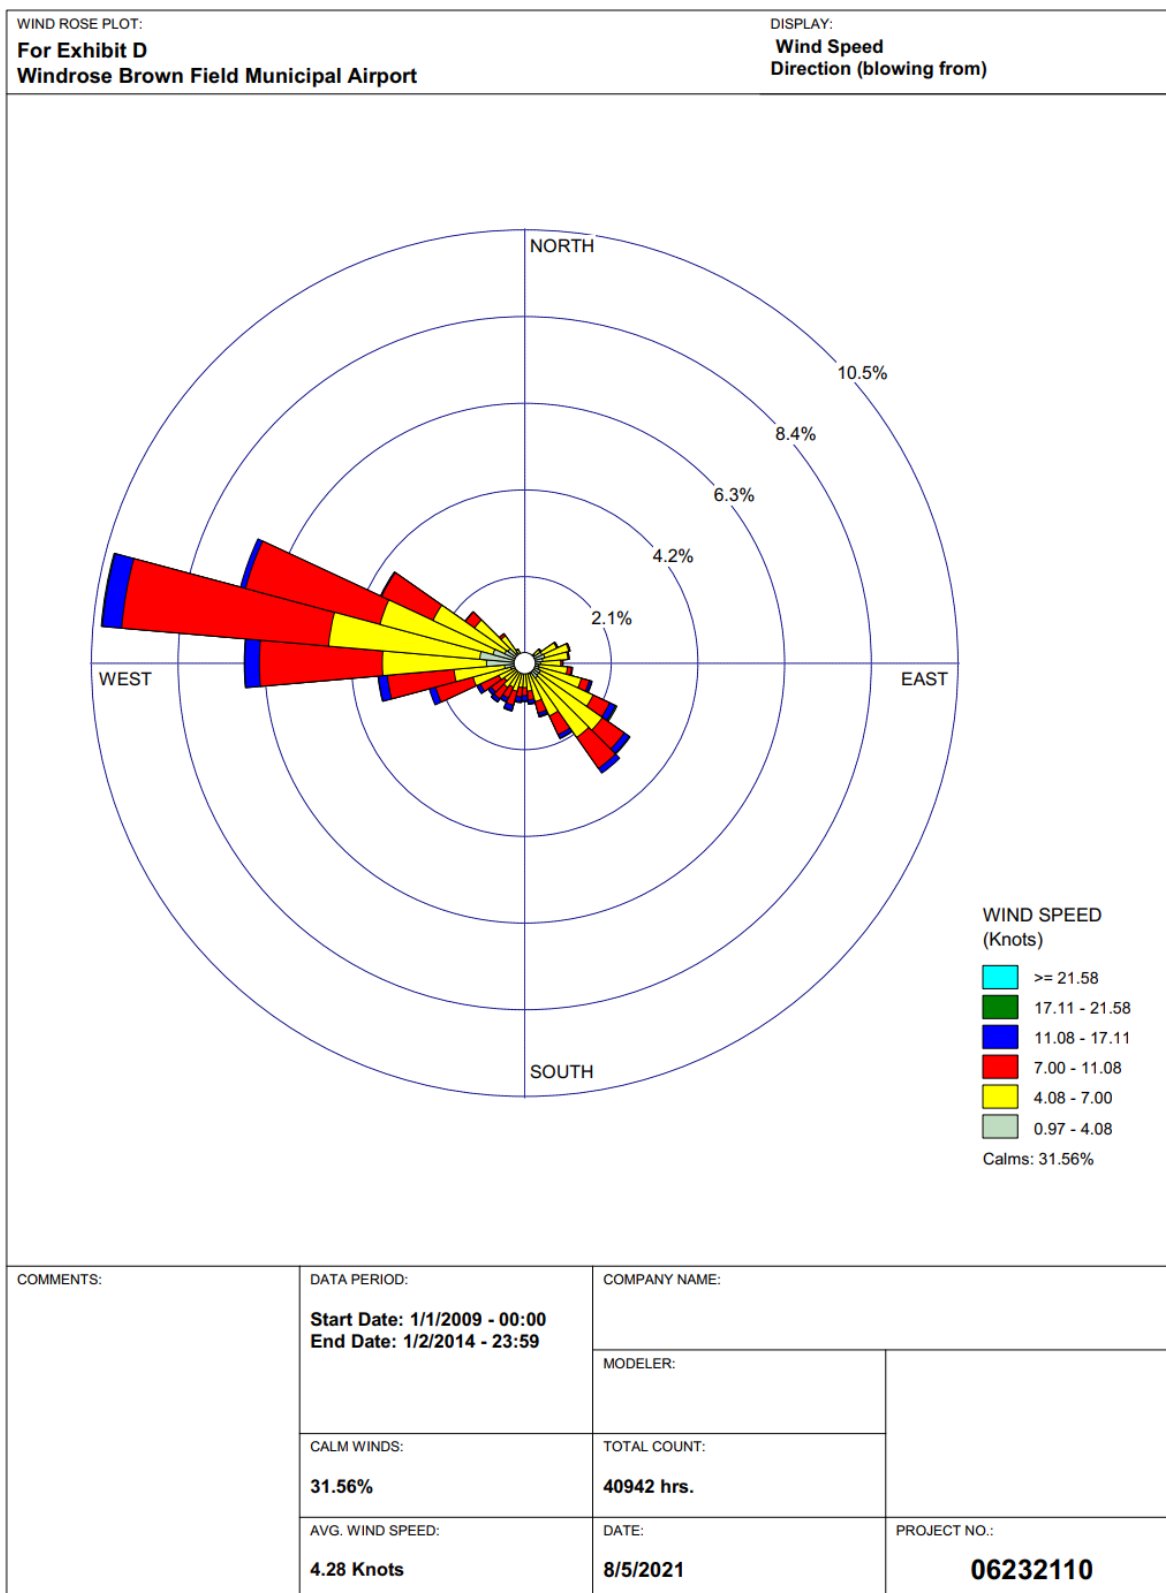 WIND ROSE PLOT:
For Exhibit D
Windrose Brown Field Municipal Airport
DISPLAY:
Wind Speed
Direction (blowing from)
NORTH
10.5%
8.4%
6.3%
4.2%
2.1%
WEST
EAST
SOUTH
WIND SPEED
(Knots)
>= 21.58
17.11 - 21.58
11.08 - 17.11
7.00 - 11.08
4.08 - 7.00
0.97 - 4.08
Calms: 31.56%
COMMENTS:
DATA PERIOD:
Start Date: 1/1/2009 - 00:00
End Date: 1/2/2014 - 23:59
COMPANY NAME:
MODELER:
CALM WINDS:
31.56%
TOTAL COUNT:
40942 hrs.
AVG. WIND SPEED:
4.28 Knots
DATE:
8/5/2021
PROJECT NO.:
06232110